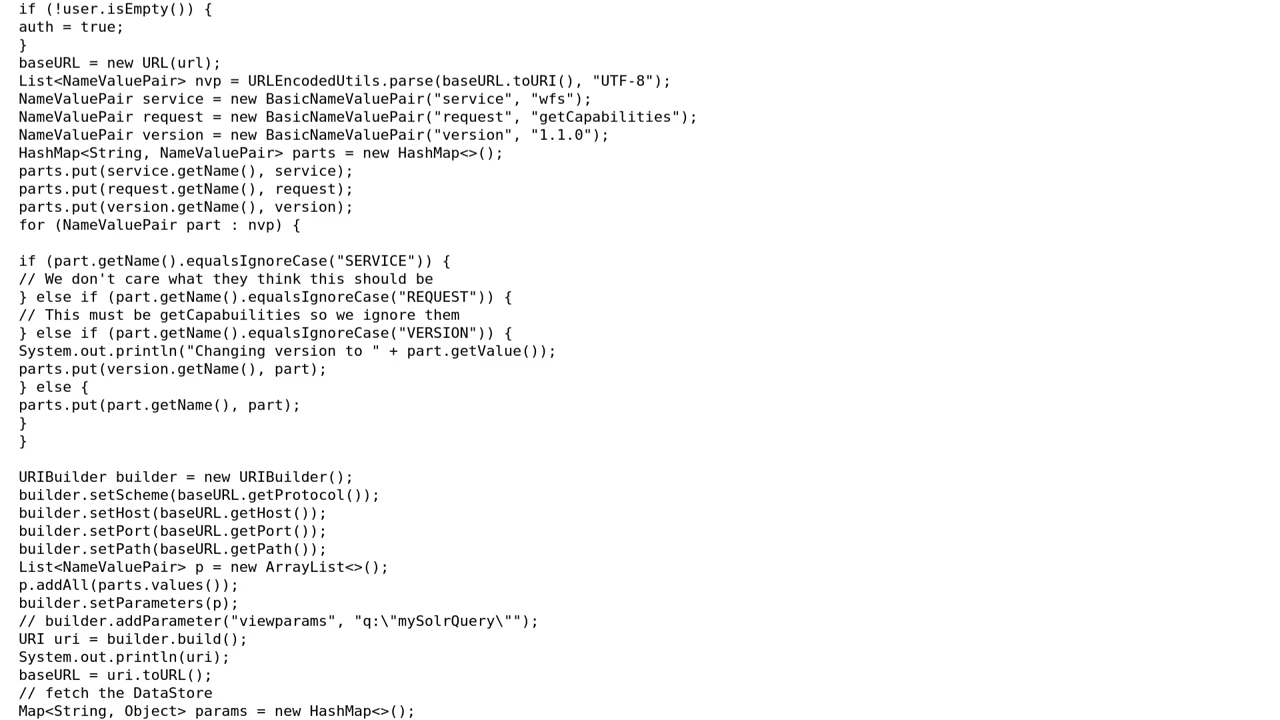 if (!user.isEmpty()) {
auth = true;
}
baseURL = new URL(url);
List<NameValuePair> nvp = URLEncodedUtils.parse(baseURL.toURI(), "UTF-8");
NameValuePair service = new BasicNameValuePair("service", "wfs");
NameValuePair request = new BasicNameValuePair("request", "getCapabilities");
NameValuePair version = new BasicNameValuePair("version", "1.1.0");
HashMap<String, NameValuePair> parts = new HashMap<>();
parts.put(service.getName(), service);
parts.put(request.getName(), request);
parts.put(version.getName(), version);
for (NameValuePair part : nvp) {

if (part.getName().equalsIgnoreCase("SERVICE")) {
// We don't care what they think this should be
} else if (part.getName().equalsIgnoreCase("REQUEST")) {
// This must be getCapabuilities so we ignore them
} else if (part.getName().equalsIgnoreCase("VERSION")) {
System.out.println("Changing version to " + part.getValue());
parts.put(version.getName(), part);
} else {
parts.put(part.getName(), part);
}
}

URIBuilder builder = new URIBuilder();
builder.setScheme(baseURL.getProtocol());
builder.setHost(baseURL.getHost());
builder.setPort(baseURL.getPort());
builder.setPath(baseURL.getPath());
List<NameValuePair> p = new ArrayList<>();
p.addAll(parts.values());
builder.setParameters(p);
// builder.addParameter("viewparams", "q:\"mySolrQuery\"");
URI uri = builder.build();
System.out.println(uri);
baseURL = uri.toURL();
// fetch the DataStore
Map<String, Object> params = new HashMap<>();